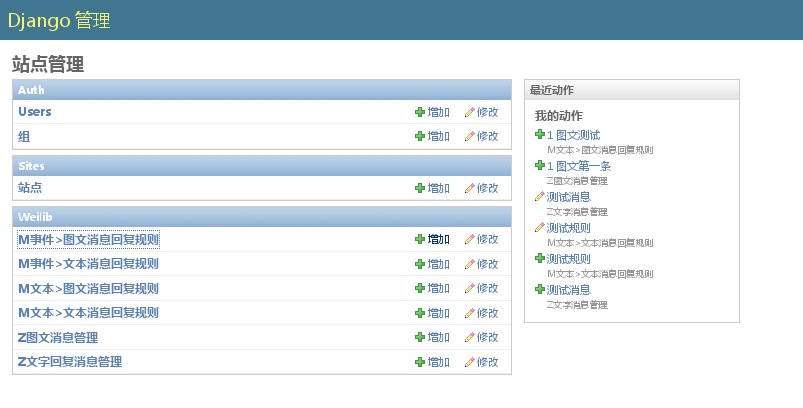 Django 管理
站点管理
Auth
Users 增加 修改
组 增加 修改
Sites
站点 增加 修改
Weilib
M事件>图文消息回复规则 增加 修改
M事件>文本消息回复规则 增加 修改
M文本>图文消息回复规则 增加 修改
M文本>文本消息回复规则 增加 修改
Z图文消息管理 增加 修改
Z文字回复消息管理 增加 修改
最近动作
我的动作
1 图文测试
M文本>图文消息回复规则
1 图文第一条
Z图文消息管理
测试消息
Z文字消息管理
测试规则
M文本>文本消息回复规则
测试规则
M文本>文本消息回复规则
测试消息
Z文字消息管理